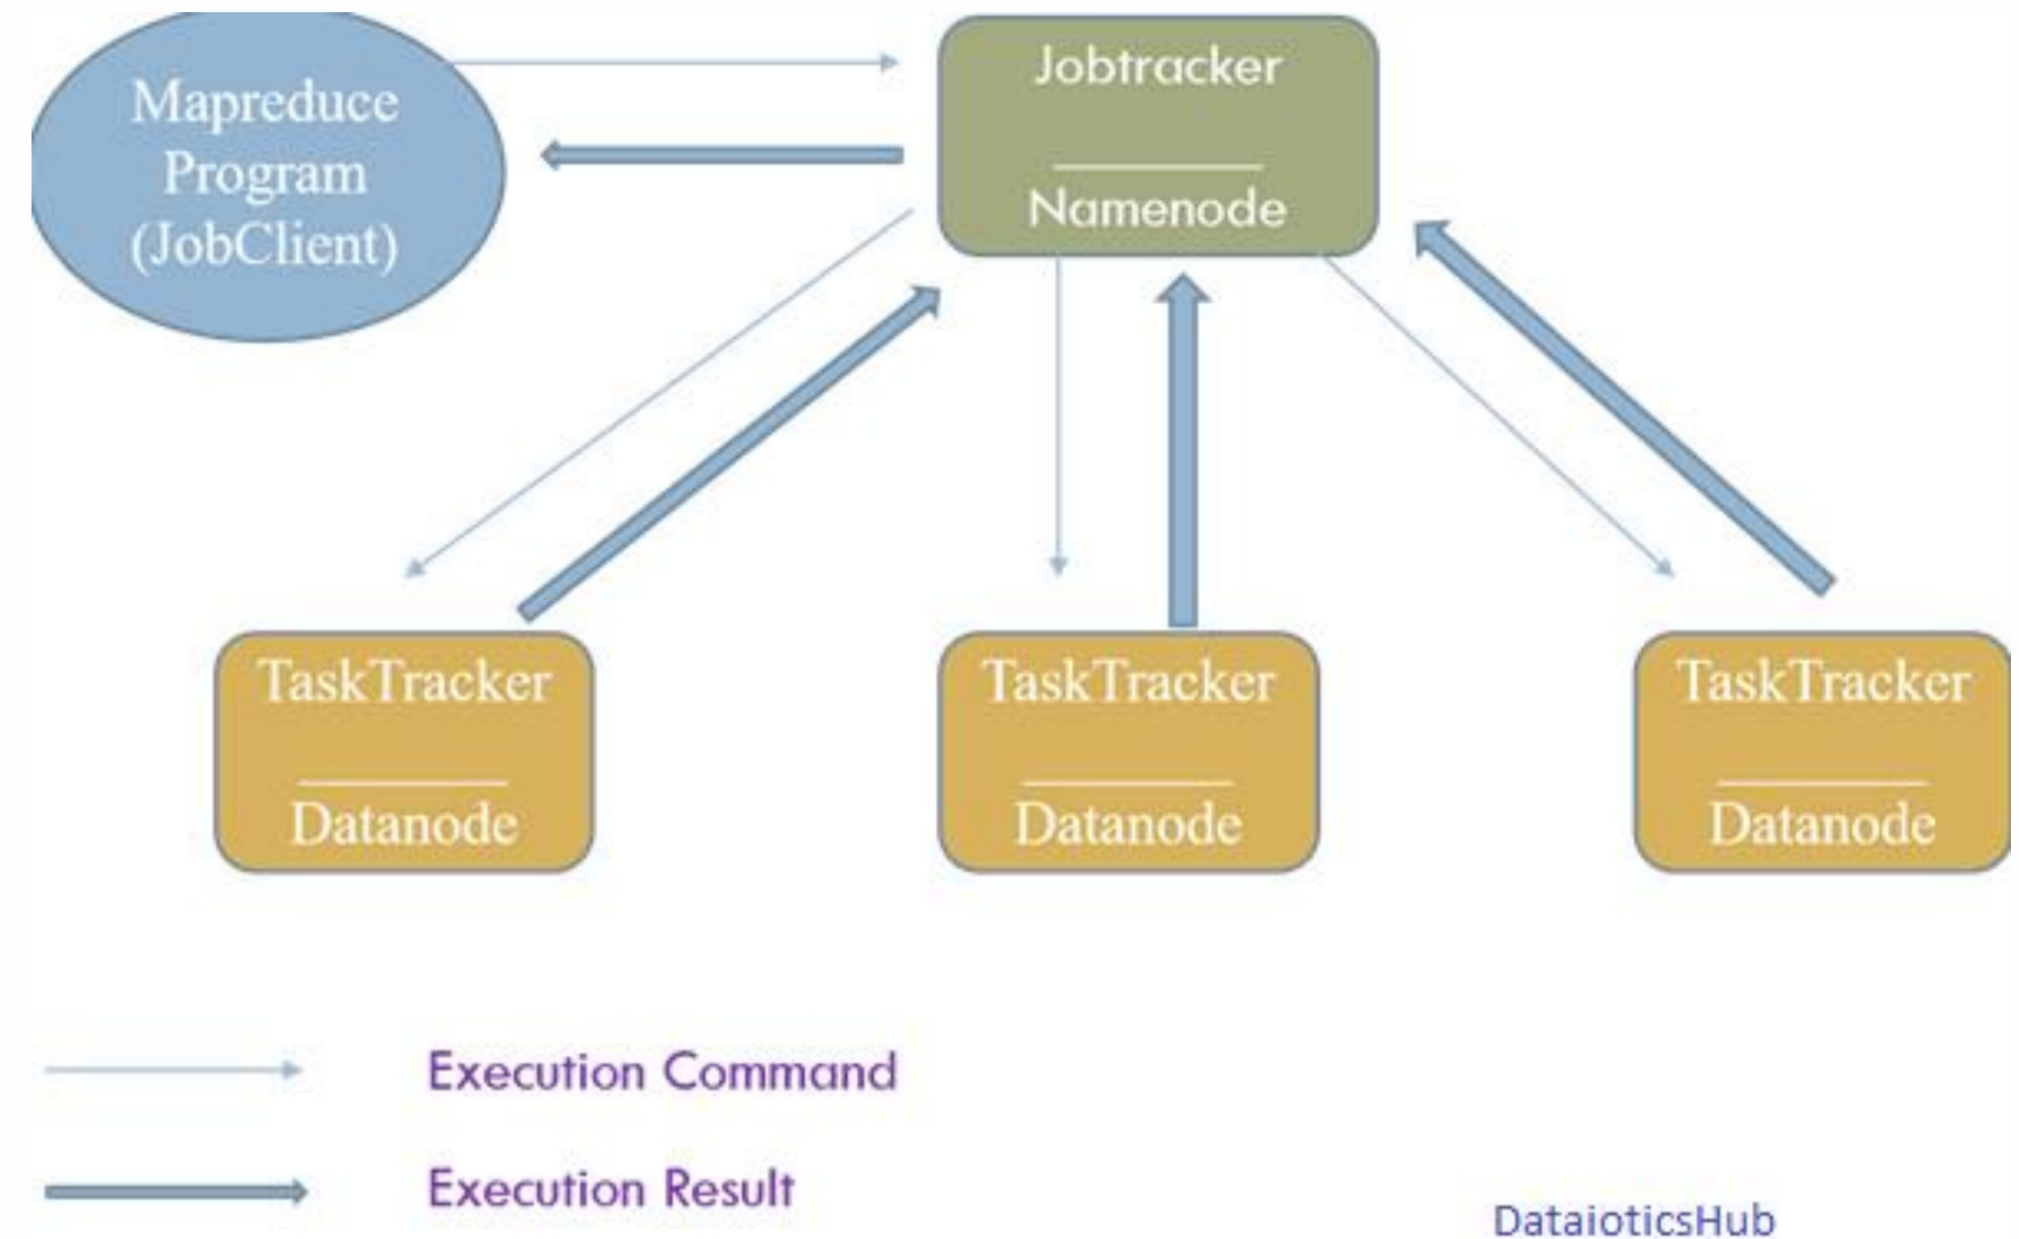 Mapreduce
Program
(JobClient)
Jobtracker
Namenode
TaskTracker
Datanode
TaskTracker
Datanode
TaskTracker
Datanode
Execution Command
Execution Result
DataioticsHub